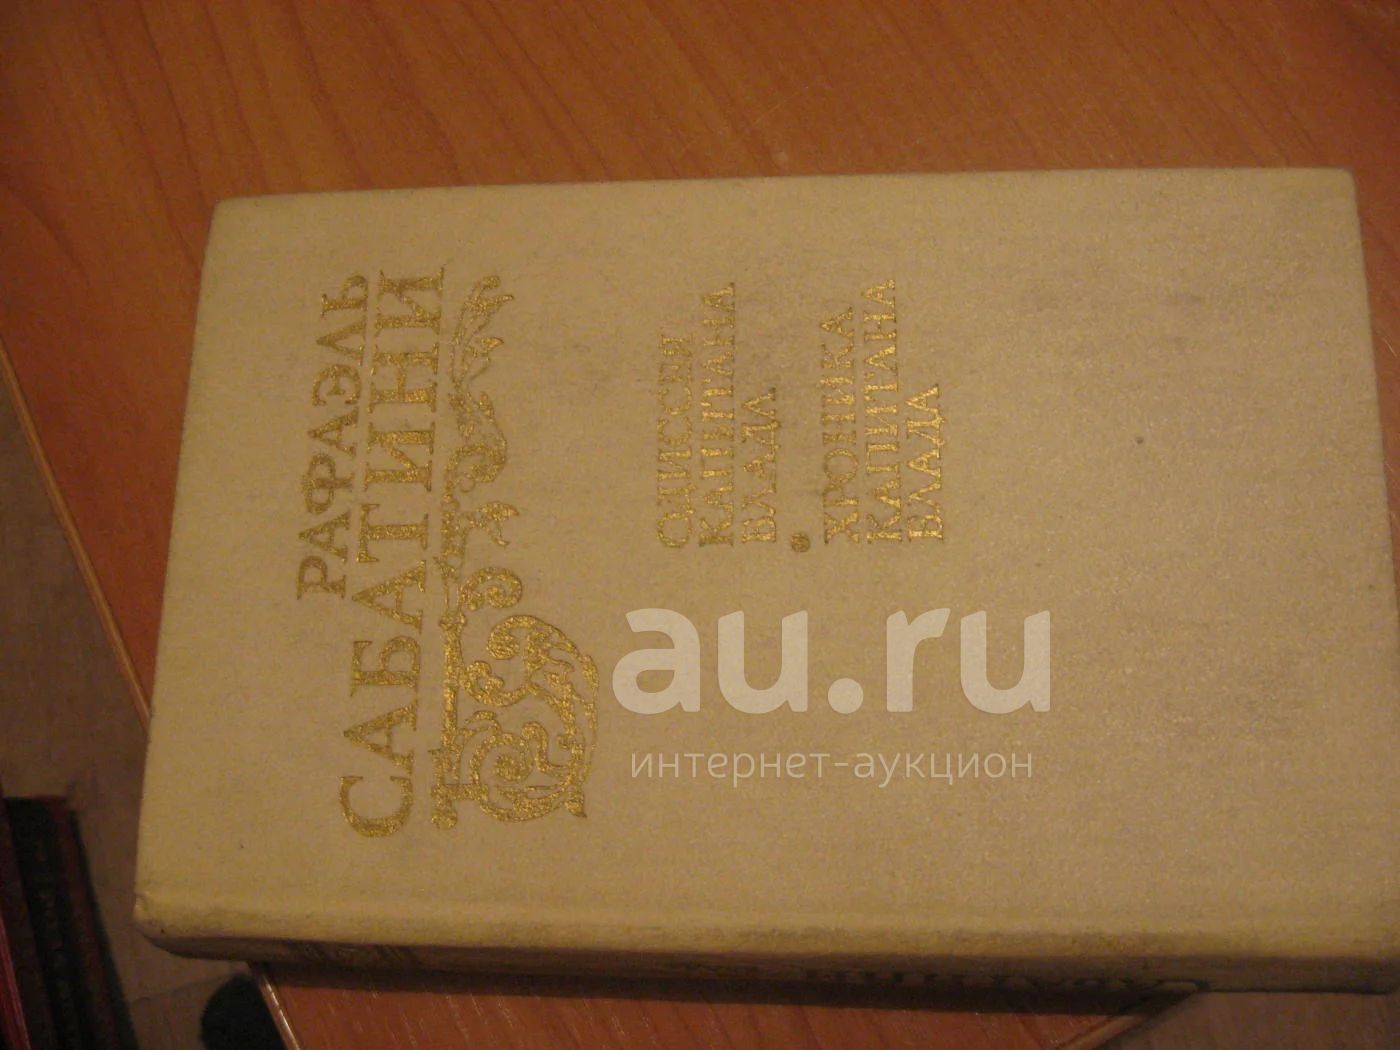 РАФАЭЛЬ
САБАТИНИ
ОДИССЕЯ
КАПИТАНА
БЛАДА
•
ХРОНИКА
КАПИТАНА
БЛАДА
au.ru
интернет-аукцион